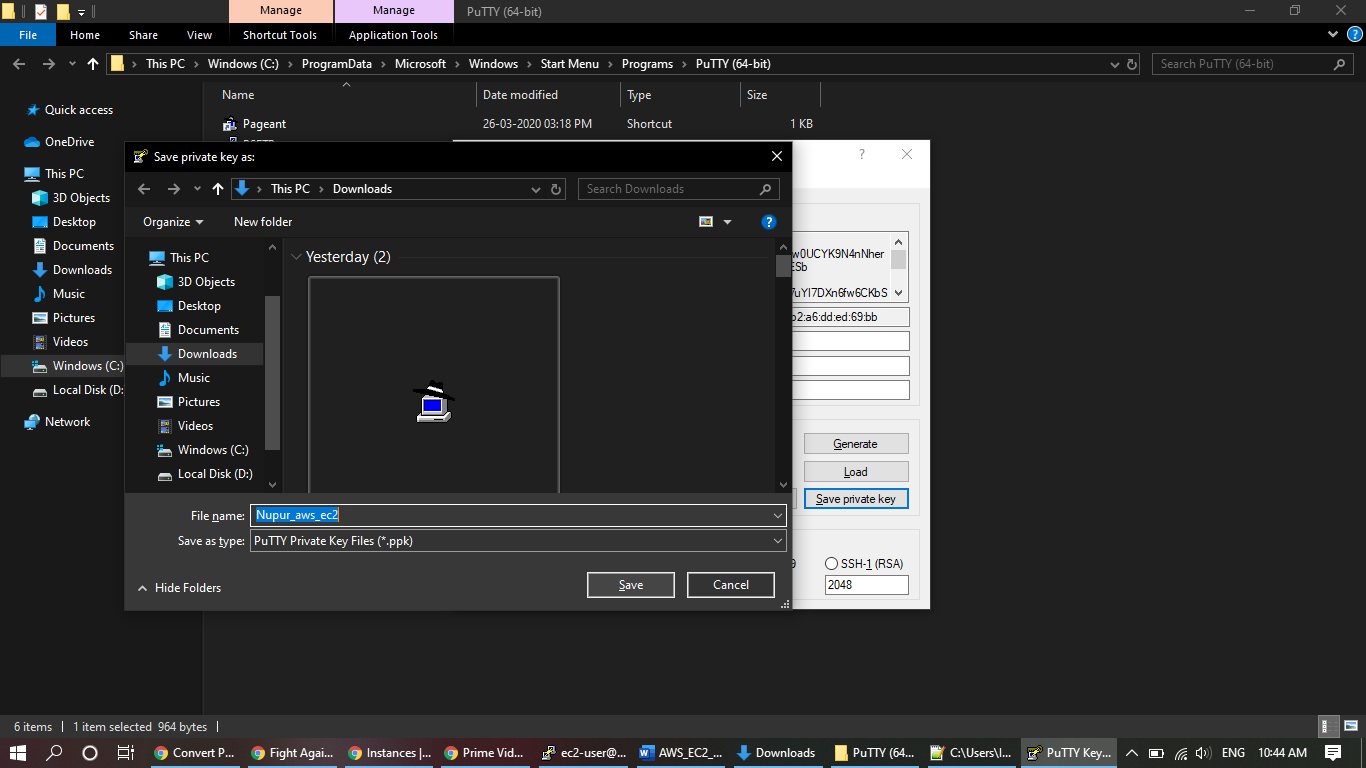 Manage
Manage
PuTTY (64-bit)
File
Home
Share
View
Shortcut Tools
Application Tools
This PC
Windows (C:)
ProgramData
Microsoft
Windows
Start Menu
Programs
PuTTY (64-bit)
Search PuTTY (64-bit)
Name
Date modified
Type
Size
Quick access
OneDrive
This PC
3D Objects
Desktop
Documents
Downloads
Music
Pictures
Videos
Windows (C:)
Local Disk (D:
Network
Pageant
26-03-2020 03:18 PM
Shortcut
1 KB
Save private key as:
This PC
Downloads
Search Downloads
Organize
New folder
This PC
3D Objects
Desktop
Documents
Downloads
Music
Pictures
Videos
Windows (C:)
Local Disk (D:)
Yesterday (2)
File name:
Nupur_aws_ec2
Save as type:
PuTTY Private Key Files (*.ppk)
Hide Folders
Save
Cancel
?
w0UCYK9N4nNher
ESb
7uYI7DXn6fw6CKbS
b2:a6:dd:ed:69:bb
Generate
Load
Save private key
SSH-1 (RSA)
2048
6 items
1 item selected 964 bytes
Convert P...
Fight Agai...
Instances |...
Prime Vid...
ec2-user@...
AWS_EC2_...
Downloads
PuTTY (64...
C:\Users\I...
PuTTY Key...
ENG
10:44 AM